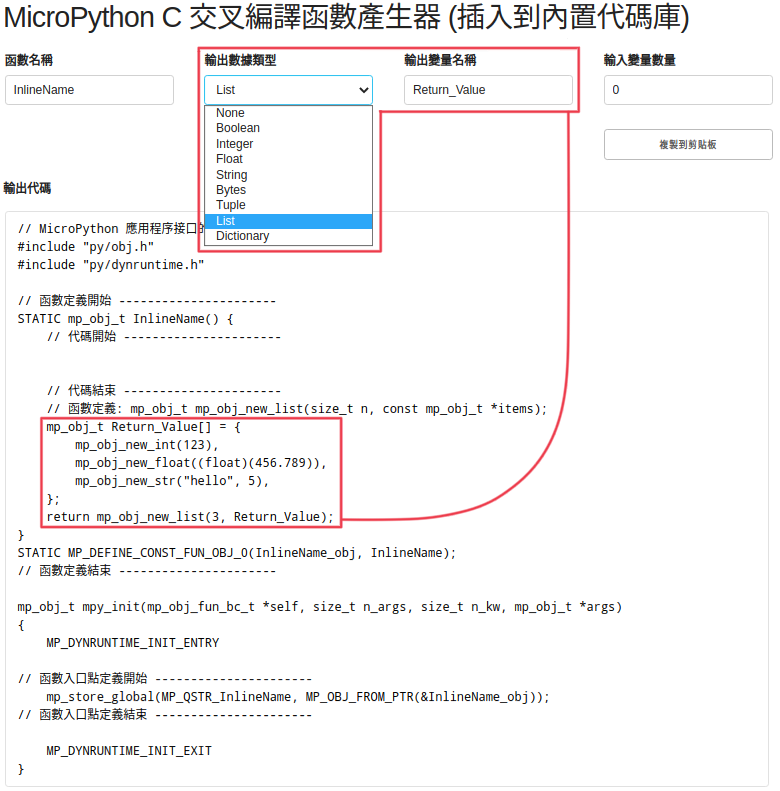 MicroPython C 交叉編譯函數產生器 (插入到內置代碼庫)
函數名稱 輸出數據類型 輸出變量名稱 輸入變量數量
InlineName List Return_Value 0
None
Boolean
Integer
Float
String
Bytes
Tuple
List
Dictionary
複製到剪貼板
輸出代碼
// MicroPython 應用程序接口的
#include "py/obj.h"
#include "py/dynruntime.h"
// 函數定義開始 ----------------------
STATIC mp_obj_t InlineName() {
// 代碼開始 ----------------------
// 代碼結束 ----------------------
// 函數定義: mp_obj_t mp_obj_new_list(size_t n, const mp_obj_t *items);
mp_obj_t Return_Value[] = {
mp_obj_new_int(123),
mp_obj_new_float((float)(456.789)),
mp_obj_new_str("hello", 5),
};
return mp_obj_new_list(3, Return_Value);
}
STATIC MP_DEFINE_CONST_FUN_OBJ_0(InlineName_obj, InlineName);
// 函數定義結束 ----------------------
mp_obj_t mpy_init(mp_obj_fun_bc_t *self, size_t n_args, size_t n_kw, mp_obj_t *args)
{
MP_DYNRUNTIME_INIT_ENTRY
// 函數入口點定義開始 ----------------------
mp_store_global(MP_QSTR_InlineName, MP_OBJ_FROM_PTR(&InlineName_obj));
// 函數入口點定義結束 ----------------------
MP_DYNRUNTIME_INIT_EXIT
}